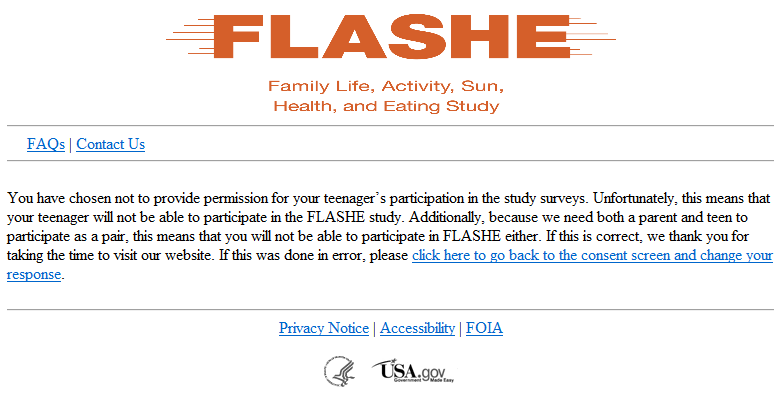 FLASHE
Family Life, Activity, Sun,
Health, and Eating Study
FAQs | Contact Us
You have chosen not to provide permission for your teenager’s participation in the study surveys. Unfortunately, this means that
your teenager will not be able to participate in the FLASHE study. Additionally, because we need both a parent and teen to
participate as a pair, this means that you will not be able to participate in FLASHE either. If this is correct, we thank you for
taking the time to visit our website. If this was done in error, please click here to go back to the consent screen and change your
response.
Privacy Notice | Accessibility | FOIA
USA.gov
Government Made Easy